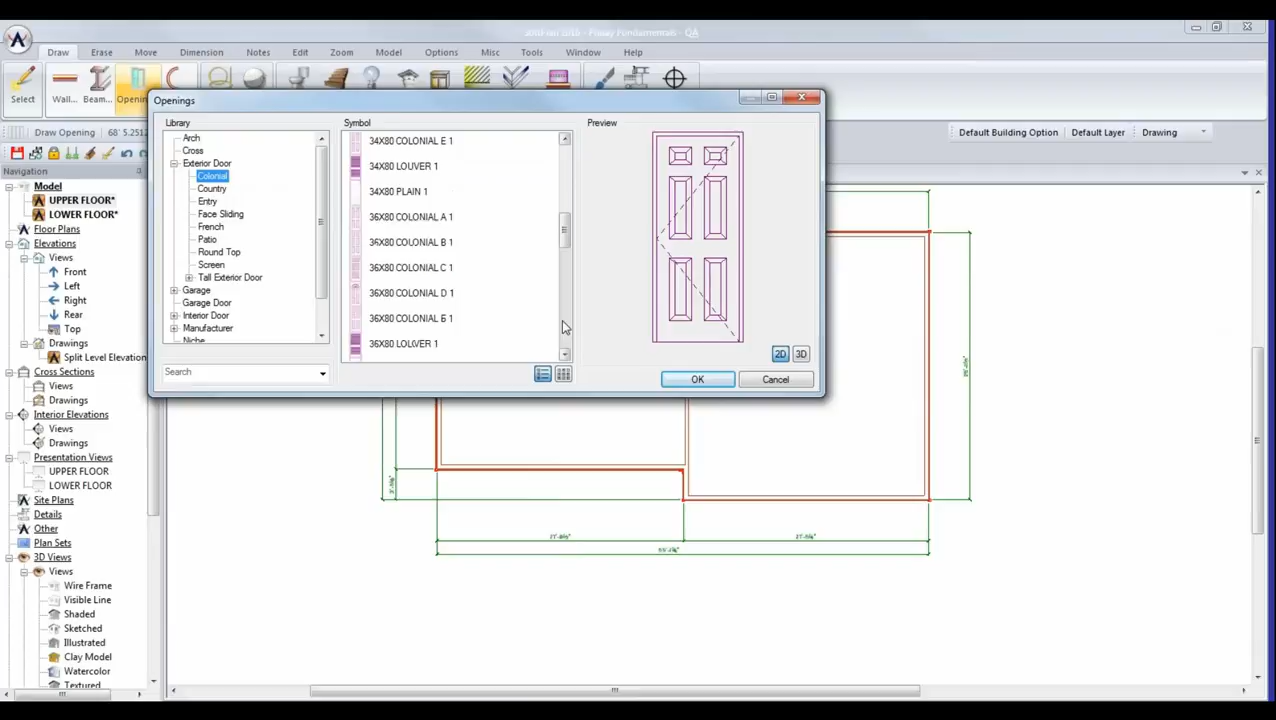 Draw
Erase
Move
Dimension
Notes
Edit
Zoom
Model
Options
Misc
Tools
Window
Help
Select
Wall...
Beam...
Draw Opening
68' 5.2512
Default Building Option
Default Layer
Drawing
Navigation
Model
UPPER FLOOR*
LOWER FLOOR*
Floor Plans
Elevations
Views
Front
Left
Right
Rear
Top
Drawings
Split Level Elevation
Cross Sections
Views
Drawings
Interior Elevations
Views
Drawings
Presentation Views
UPPER FLOOR
LOWER FLOOR
Site Plans
Details
Other
Plan Sets
3D Views
Views
Wire Frame
Visible Line
Shaded
Sketched
Illustrated
Clay Model
Watercolor
Textured
Openings
Library
Arch
Cross
Exterior Door
Colonial
Country
Entry
Face Sliding
French
Patio
Round Top
Screen
Tall Exterior Door
Garage
Garage Door
Interior Door
Manufacturer
Niche
Search
Symbol
34X80 COLONIAL E 1
34X80 LOUVER 1
34X80 PLAIN 1
36X80 COLONIAL A 1
36X80 COLONIAL B 1
36X80 COLONIAL C 1
36X80 COLONIAL D 1
36X80 LOUVER 1
Preview
2D
3D
OK
Cancel